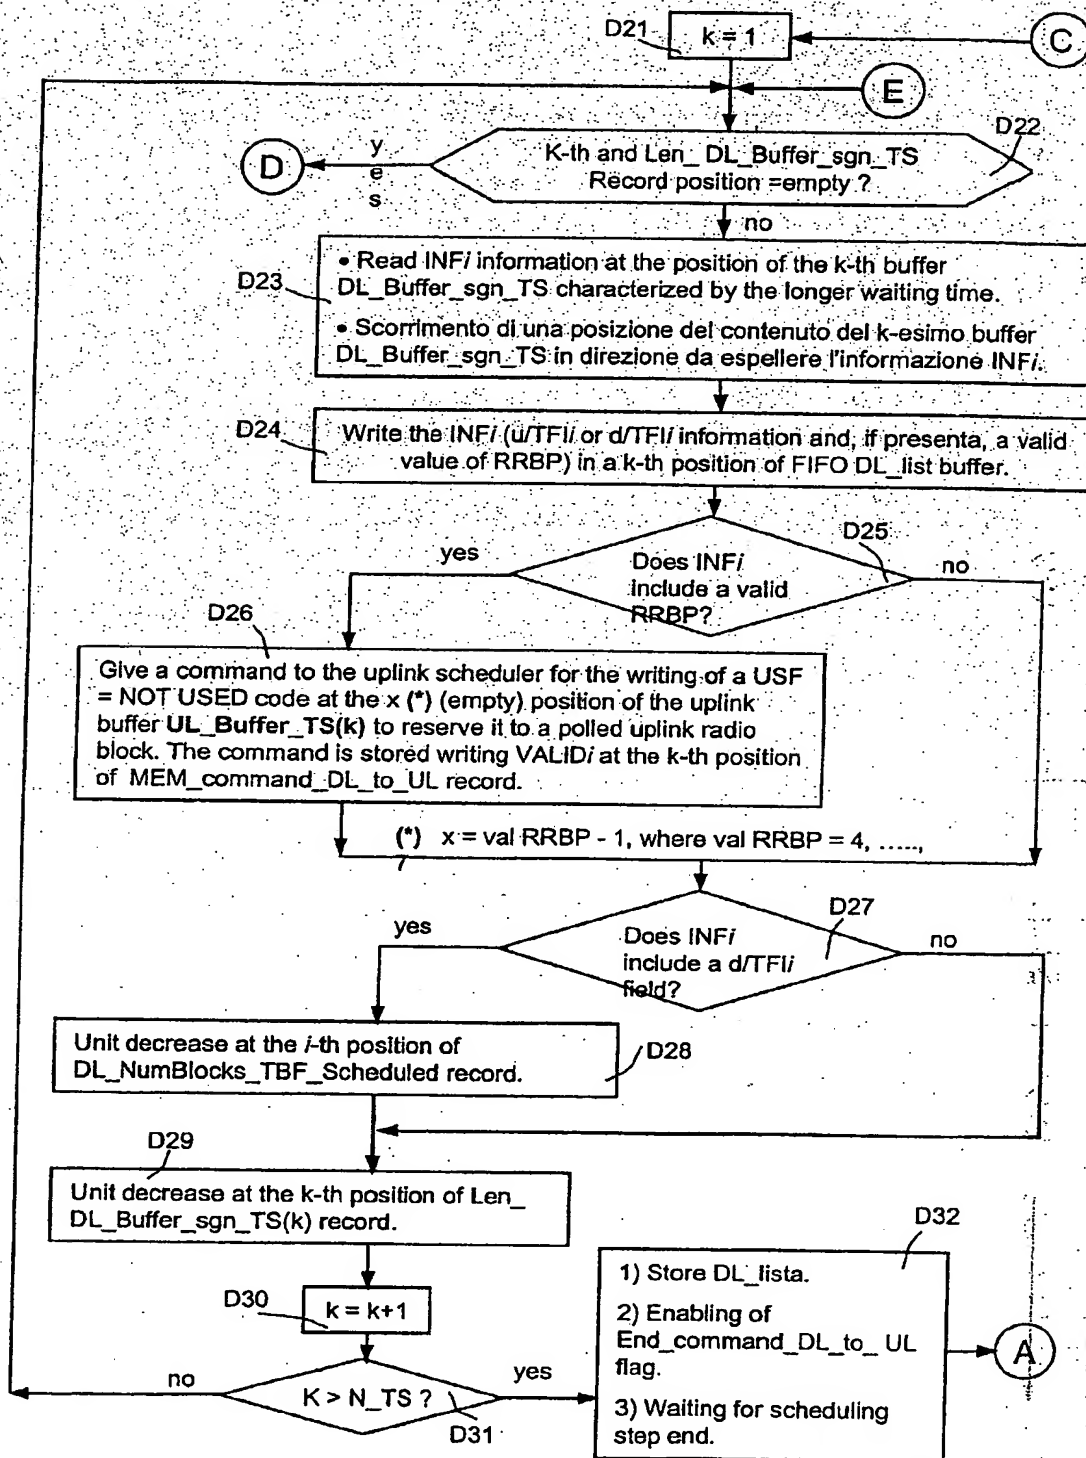 D21
k = 1
C
E
D22
D
y
e
s
K-th and Len_ DL_Buffer_sgn_TS
Record position =empty ?
no
D23
• Read INFi information at the position of the k-th buffer
DL_Buffer_sgn_TS characterized by the longer waiting time.
• Scorrimento di una posizione del contenuto del k-esimo buffer
DL_Buffer_sgn_TS in direzione da espellere l'informazione INFi.
D24
Write the INFi (u/TFIi or d/TFIi information and, if presenta, a valid
value of RRBP) in a k-th position of FIFO DL_list buffer.
D25
yes
no
Does INFi
include a valid
RRBP?
D26
Give a command to the uplink scheduler for the writing of a USF
= NOT USED code at the x (*) (empty) position of the uplink
buffer UL_Buffer_TS(k) to reserve it to a polled uplink radio
block. The command is stored writing VALIDi at the k-th position
of MEM_command_DL_to_UL record.
(*) x = val RRBP - 1, where val RRBP = 4, .....,
D27
yes
no
Does INFi
include a d/TFIi
field?
Unit decrease at the i-th position of
DL_NumBlocks_TBF_Scheduled record.
D28
D29
Unit decrease at the k-th position of Len_
DL_Buffer_sgn_TS(k) record.
D32
1) Store DL_lista.
2) Enabling of
End_command_DL_to_ UL
flag.
3) Waiting for scheduling
step end.
A
D30
k = k+1
no
yes
K > N_TS ?
D31